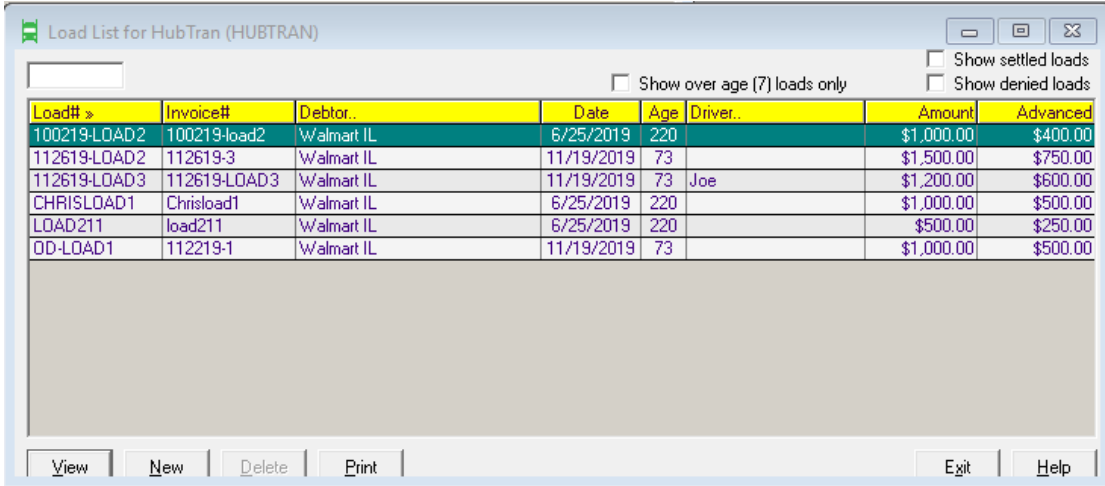 Load List for HubTran (HUBTRAN)
Show settled loads
Show over age (7) loads only Show denied loads
Load# » Invoice# Debtor.. Date Age Driver.. Amount Advanced
100219-LOAD2 100219-load2 Walmart IL 6/25/2019 220 $1,000.00 $400.00
112619-LOAD2 112619-3 Walmart IL 11/19/2019 73 $1,500.00 $750.00
112619-LOAD3 112619-LOAD3 Walmart IL 11/19/2019 73 Joe $1,200.00 $600.00
CHRISLOAD1 Chrisload1 Walmart IL 6/25/2019 220 $1,000.00 $500.00
LOAD211 load211 Walmart IL 6/25/2019 220 $500.00 $250.00
OD-LOAD1 112219-1 Walmart IL 11/19/2019 73 $1,000.00 $500.00
View New Delete Print Exit Help